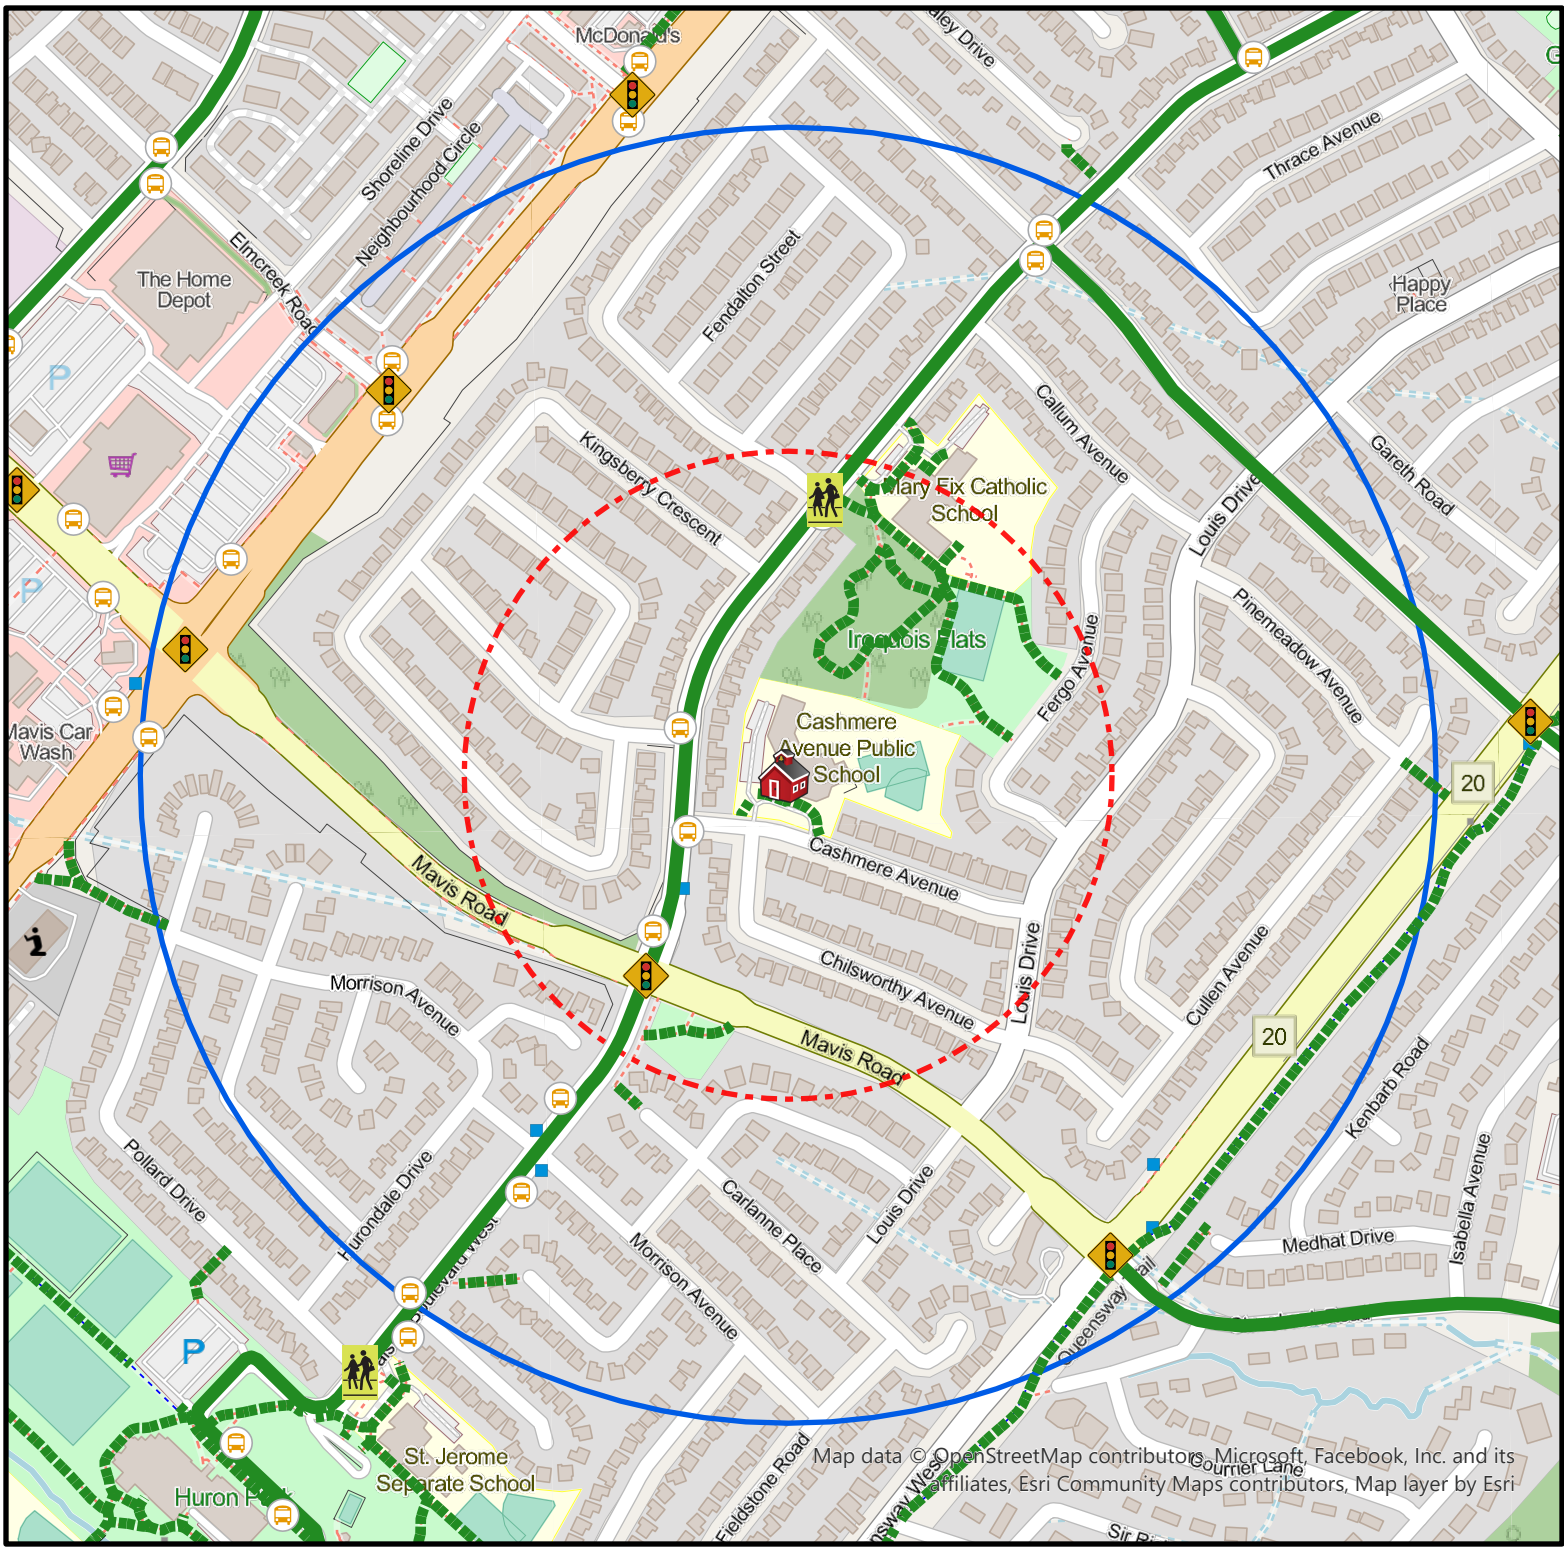 McDonald's
Shoreline Drive
Neighbourhood Circle
Thrace Avenue
Elmcreek Road
The Home
Depot
Fendalton Street
Happy
Place
P
Callum Avenue
Kingsberry Crescent
Gareth Road
Mary Fix Catholic
School
Louis Drive
P
Pinemeadow Avenue
Iroquois Flats
Fergo Avenue
Mavis Car
Wash
Cashmere
Avenue Public
School
20
Cashmere Avenue
Mavis Road
Chilsworthy Avenue
Louis Drive
Cullen Avenue
Morrison Avenue
20
Mavis Road
Kenbarb Road
Pollard Drive
Hurondale Drive
Carlanne Place
Louis Drive
Isabella Avenue
Medhat Drive
Morrison Avenue
Queensway
P
St. Jerome
Separate School
Huron P
Fieldstone Road
Courrier Lane
Map data © OpenStreetMap contributors, Microsoft, Facebook, Inc. and its
affiliates, Esri Community Maps contributors, Map layer by Esri